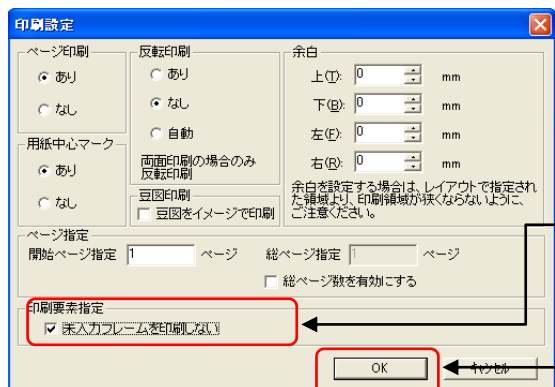 印刷設定
ページ印刷
あり
なし
用紙中心マーク
あり
なし
反転印刷
あり
なし
自動
両面印刷の場合のみ
反転印刷
豆図印刷
豆図をイメージで印刷
余白
上(T): 0 mm
下(B): 0 mm
左(F): 0 mm
右(R): 0 mm
余白を設定する場合は、レイアウトで指定され
た領域より、印刷領域が狭くならないように、
ご注意ください。
ページ指定
開始ページ指定 1 ページ 総ページ指定 1 ページ
総ページ数を有効にする
印刷要素指定
未入力フレームを印刷しない
OK キャンセル